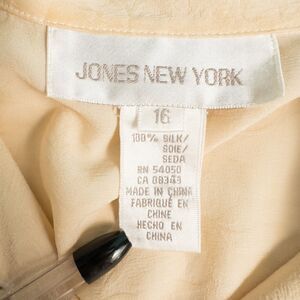 JONES NEW YORK
16
100% SILK/
SOIE/
SEDA
RN 54050
CA 08343
MADE IN CHINA
FABRIQUÉ EN
CHINE
HECHO EN
CHINA